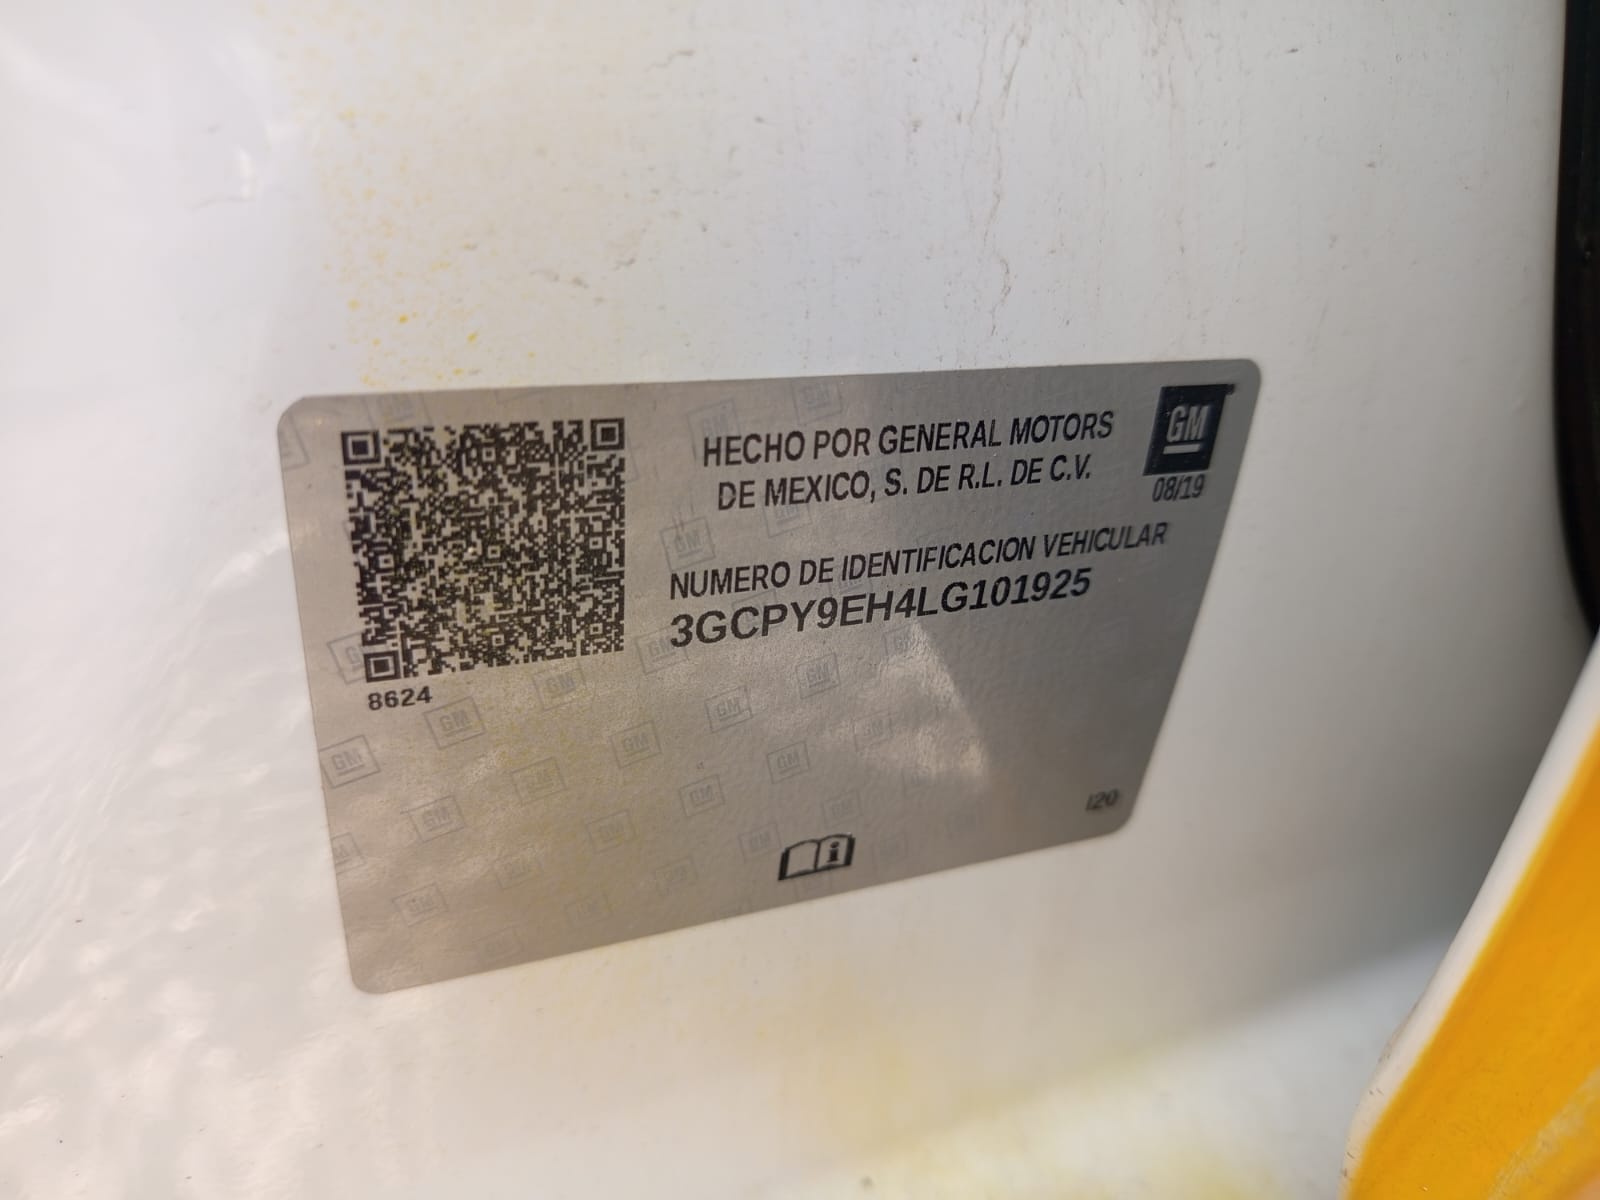 HECHO POR GENERAL MOTORS
DE MEXICO, S. DE R.L. DE C.V.
GM
08/19
NUMERO DE IDENTIFICACION VEHICULAR
3GCPY9EH4LG101925
8624
I20